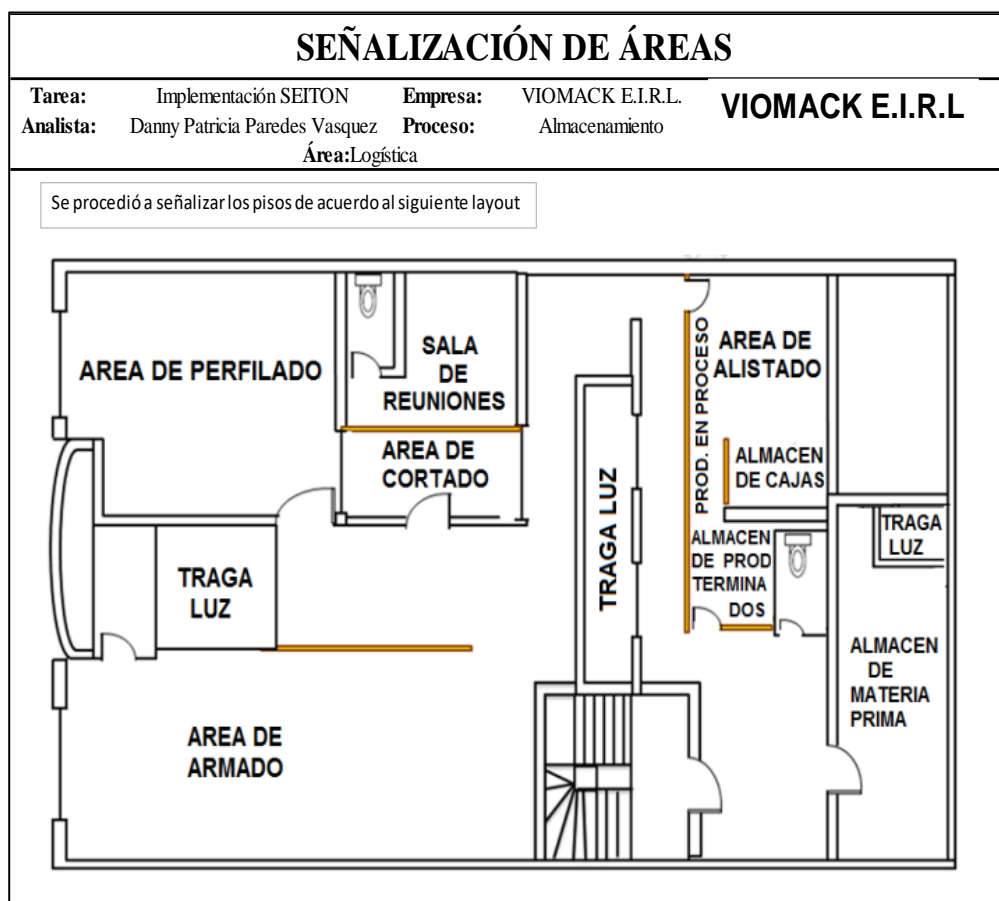 SEÑALIZACIÓN DE ÁREAS
Tarea: Implementación SEITON Empresa: VIOMACK E.I.R.L. VIOMACK E.I.R.L
Analista: Danny Patricia Paredes Vasquez Proceso: Almacenamiento
Área:Logística
Se procedió a señalizar los pisos de acuerdo al siguiente layout
AREA DE PERFILADO
SALA
DE
REUNIONES
AREA DE
CORTADO
TRAGA
LUZ
AREA DE
ARMADO
TRAGA LUZ
PROD. EN PROCESO
AREA DE
ALISTADO
ALMACEN
DE CAJAS
ALMACEN
DE PROD
TERMINA
DOS
TRAGA
LUZ
ALMACEN
DE
MATERIA
PRIMA